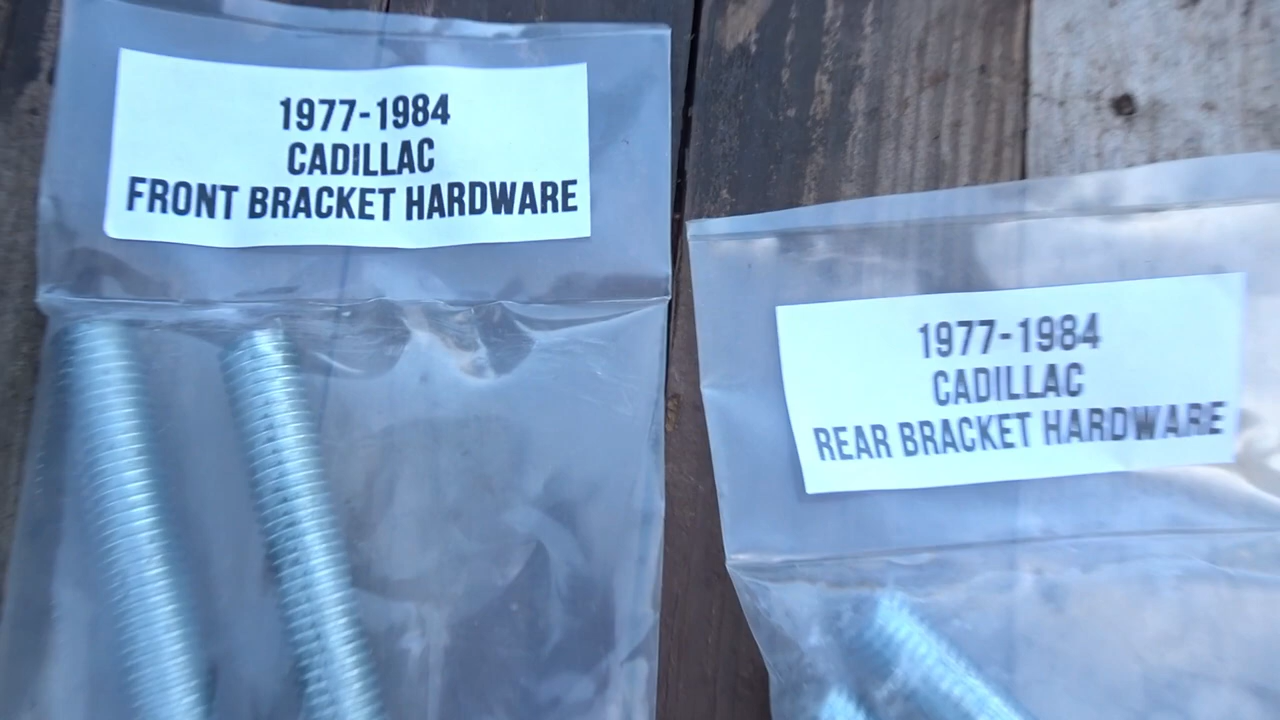 1977-1984
CADILLAC
FRONT BRACKET HARDWARE
1977-1984
CADILLAC
REAR BRACKET HARDWARE